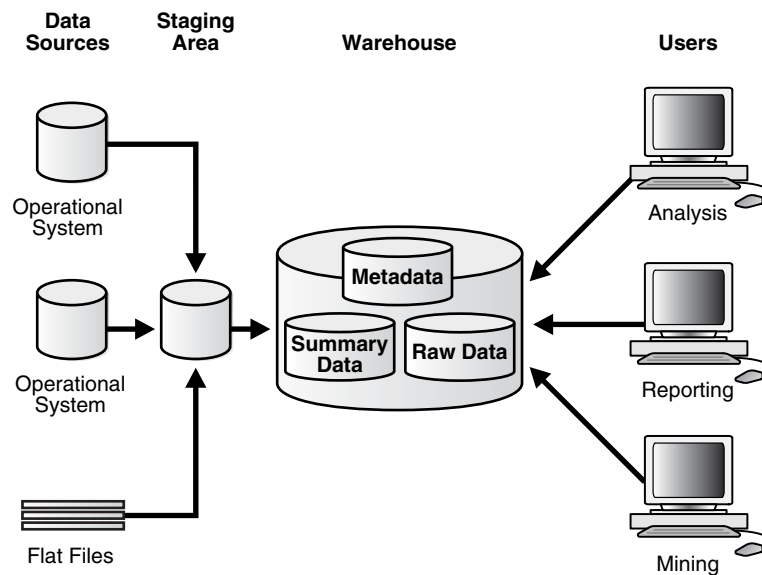 Data
Sources
Staging
Area
Warehouse
Users
Operational
System
Analysis
Metadata
Summary
Data
Raw Data
Operational
System
Reporting
Flat Files
Mining